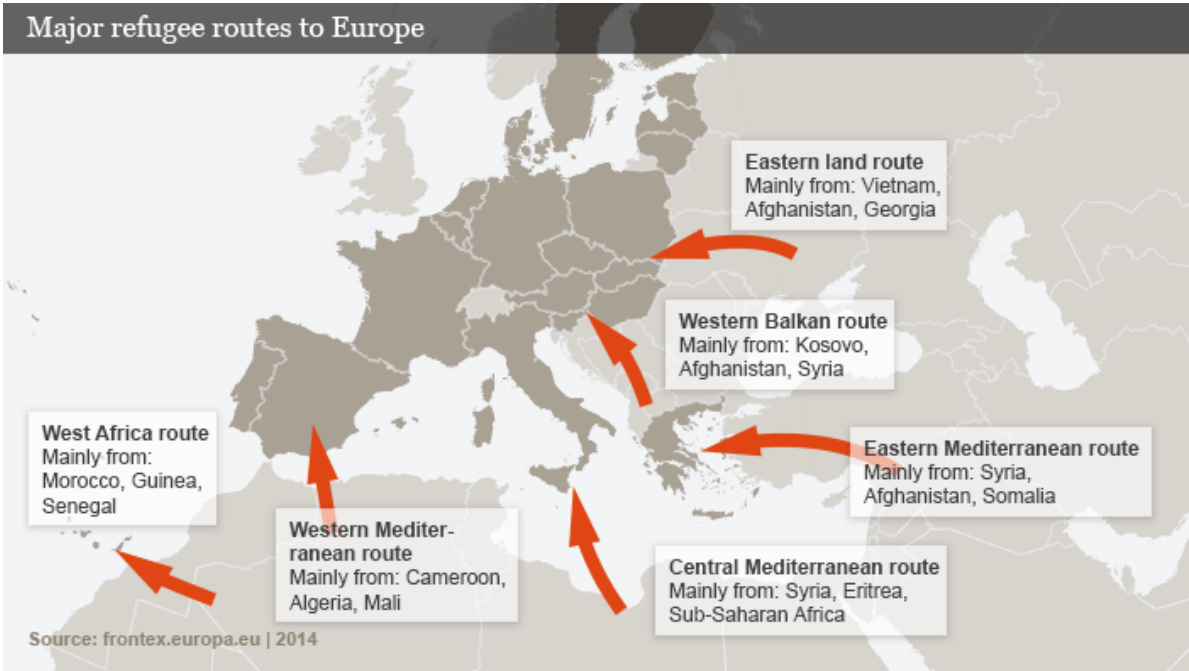 Major refugee routes to Europe
Eastern land route
Mainly from: Vietnam,
Afghanistan, Georgia
Western Balkan route
Mainly from: Kosovo,
Afghanistan, Syria
West Africa route
Mainly from:
Morocco, Guinea,
Senegal
Eastern Mediterranean route
Mainly from: Syria,
Afghanistan, Somalia
Western Mediter-
ranean route
Mainly from: Cameroon,
Algeria, Mali
Central Mediterranean route
Mainly from: Syria, Eritrea,
Sub-Saharan Africa
Source: frontex.europa.eu | 2014